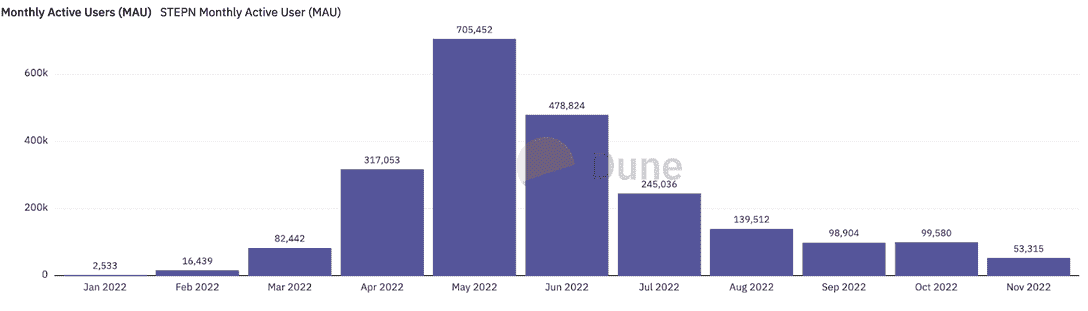 Monthly Active Users (MAU) STEPN Monthly Active User (MAU)
705,452
600k
478,824
400k
317,053
Dune
245,036
200k
139,512
98,904
99,580
82,442
53,315
16,439
2,533
0
Jan 2022 Feb 2022 Mar 2022 Apr 2022 May 2022 Jun 2022 Jul 2022 Aug 2022 Sep 2022 Oct 2022 Nov 2022